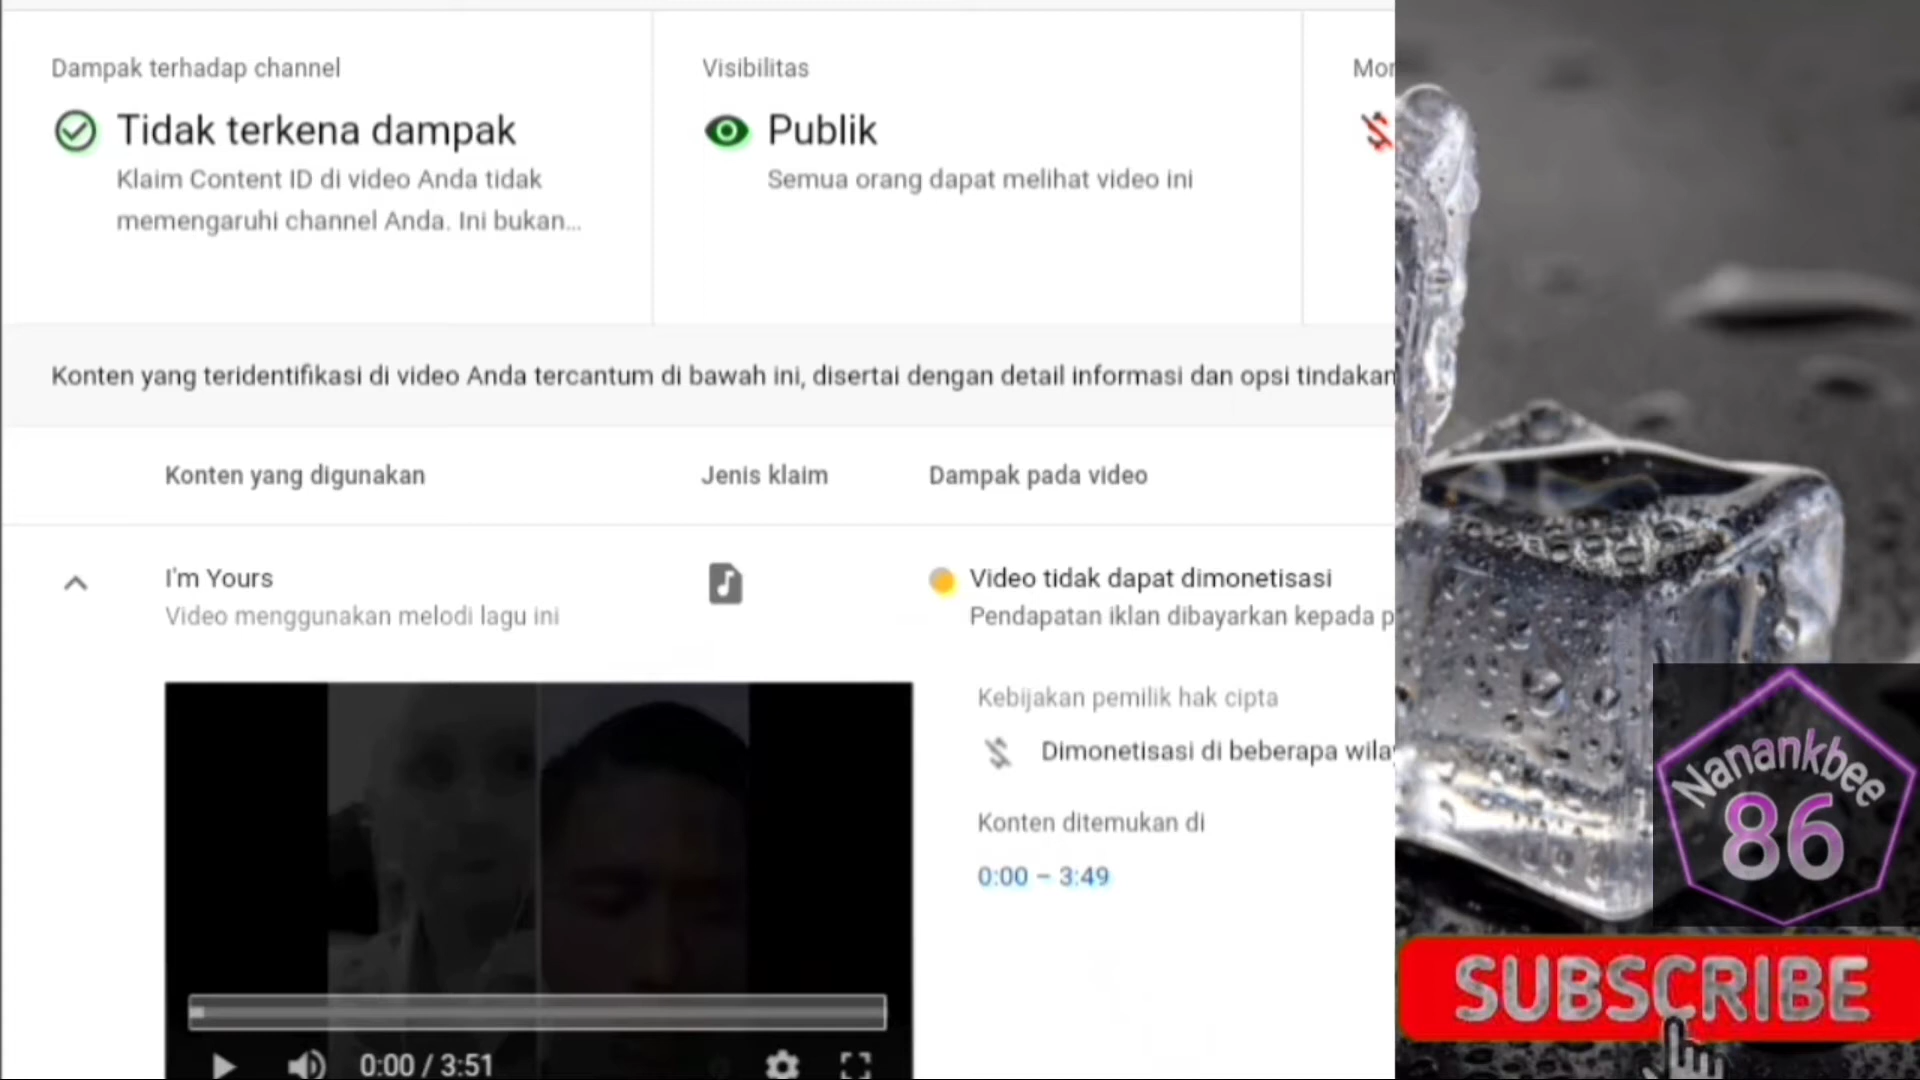 Dampak terhadap channel
Tidak terkena dampak
Klaim Content ID di video Anda tidak
memengaruhi channel Anda. Ini bukan...
Visibilitas
Publik
Semua orang dapat melihat video ini
Konten yang teridentifikasi di video Anda tercantum di bawah ini, disertai dengan detail informasi dan opsi tindakan
Konten yang digunakan
Jenis klaim
Dampak pada video
I'm Yours
Video menggunakan melodi lagu ini
Video tidak dapat dimonetisasi
Pendapatan iklan dibayarkan kepada p
Kebijakan pemilik hak cipta
Dimonetisasi di beberapa
Konten ditemukan di
0:00 – 3:49
0:00 / 3:51
Nanankbee
86
SUBSCRIBE